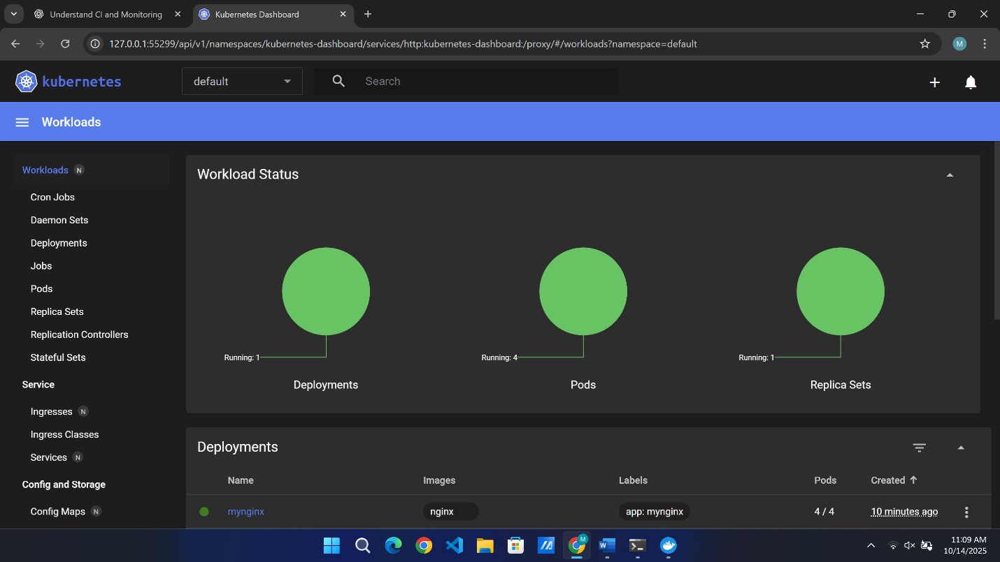 Understand CI and Monitoring
Kubernetes Dashboard
127.0.0.1:55299/api/v1/namespaces/kubernetes-dashboard/services/http:kubernetes-dashboard:/proxy/#/workloads?namespace=default
M
kubernetes
default
Search
Workloads
Workloads N
Cron Jobs
Daemon Sets
Deployments
Jobs
Pods
Replica Sets
Replication Controllers
Stateful Sets
Service
Ingresses N
Ingress Classes
Services N
Config and Storage
Config Maps N
Workload Status
Running: 1
Deployments
Running: 4
Pods
Running: 1
Replica Sets
Deployments
Name Images Labels Pods Created
mynginx nginx app: mynginx 4 / 4 10 minutes ago
M
W
11:09 AM
10/14/2025